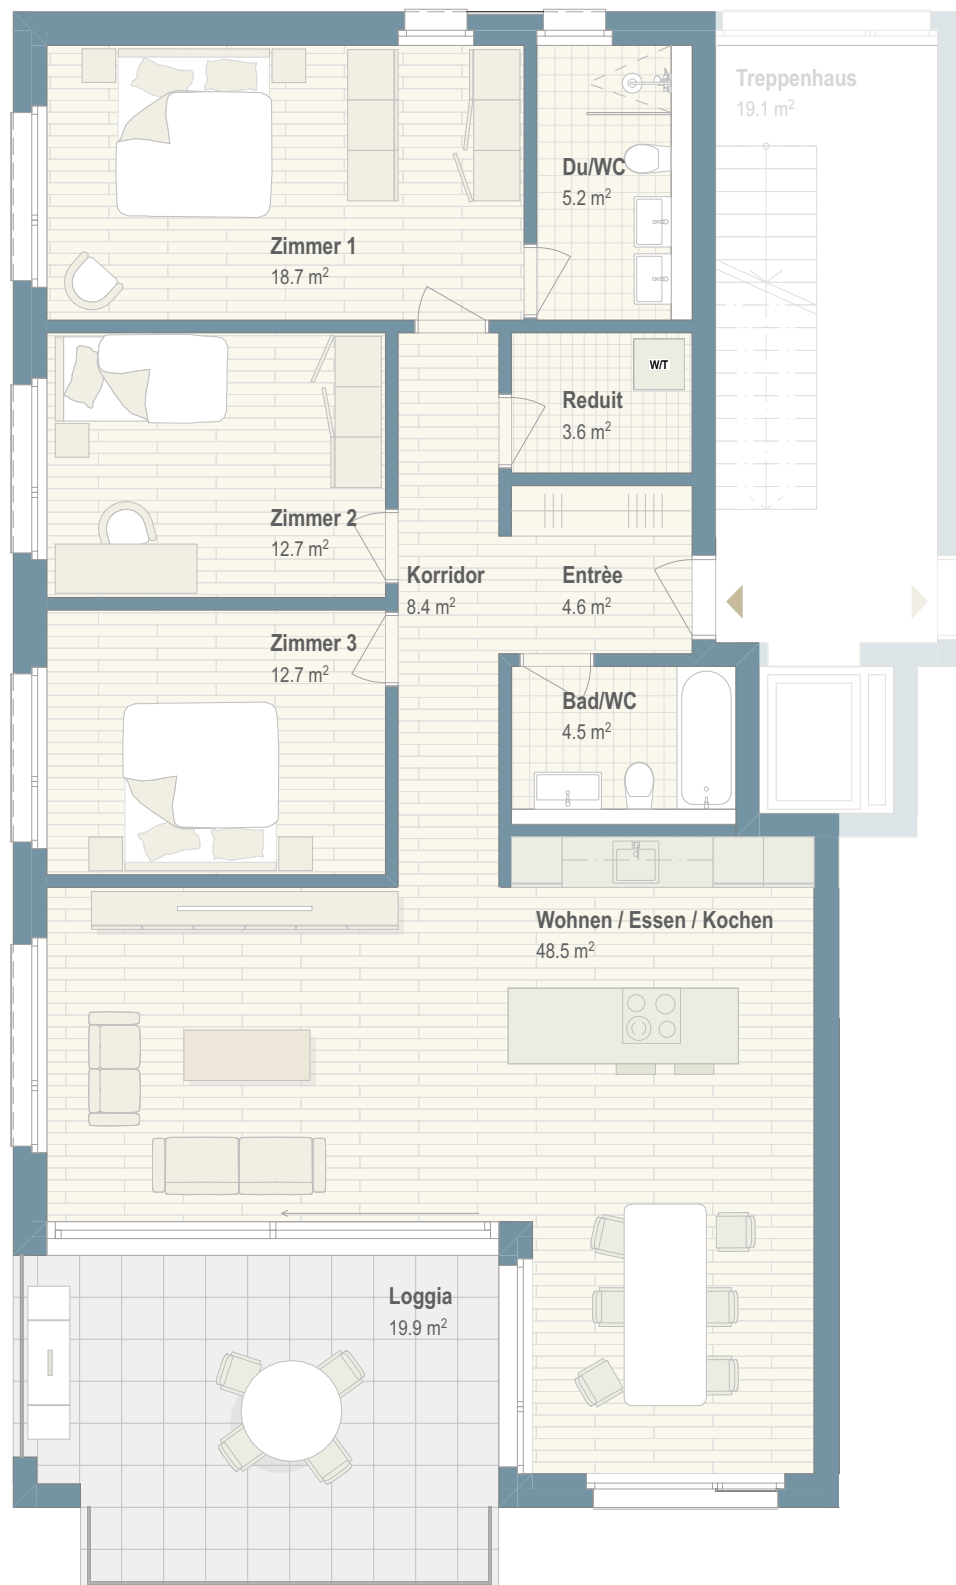 Treppenhaus
19.1 m²
Du/WC
5.2 m²
Zimmer 1
18.7 m²
W/T
Reduit
3.6 m²
Zimmer 2
12.7 m²
Korridor
8.4 m²
Entrèe
4.6 m²
Zimmer 3
12.7 m²
Bad/WC
4.5 m²
Wohnen / Essen / Kochen
48.5 m²
Loggia
19.9 m²